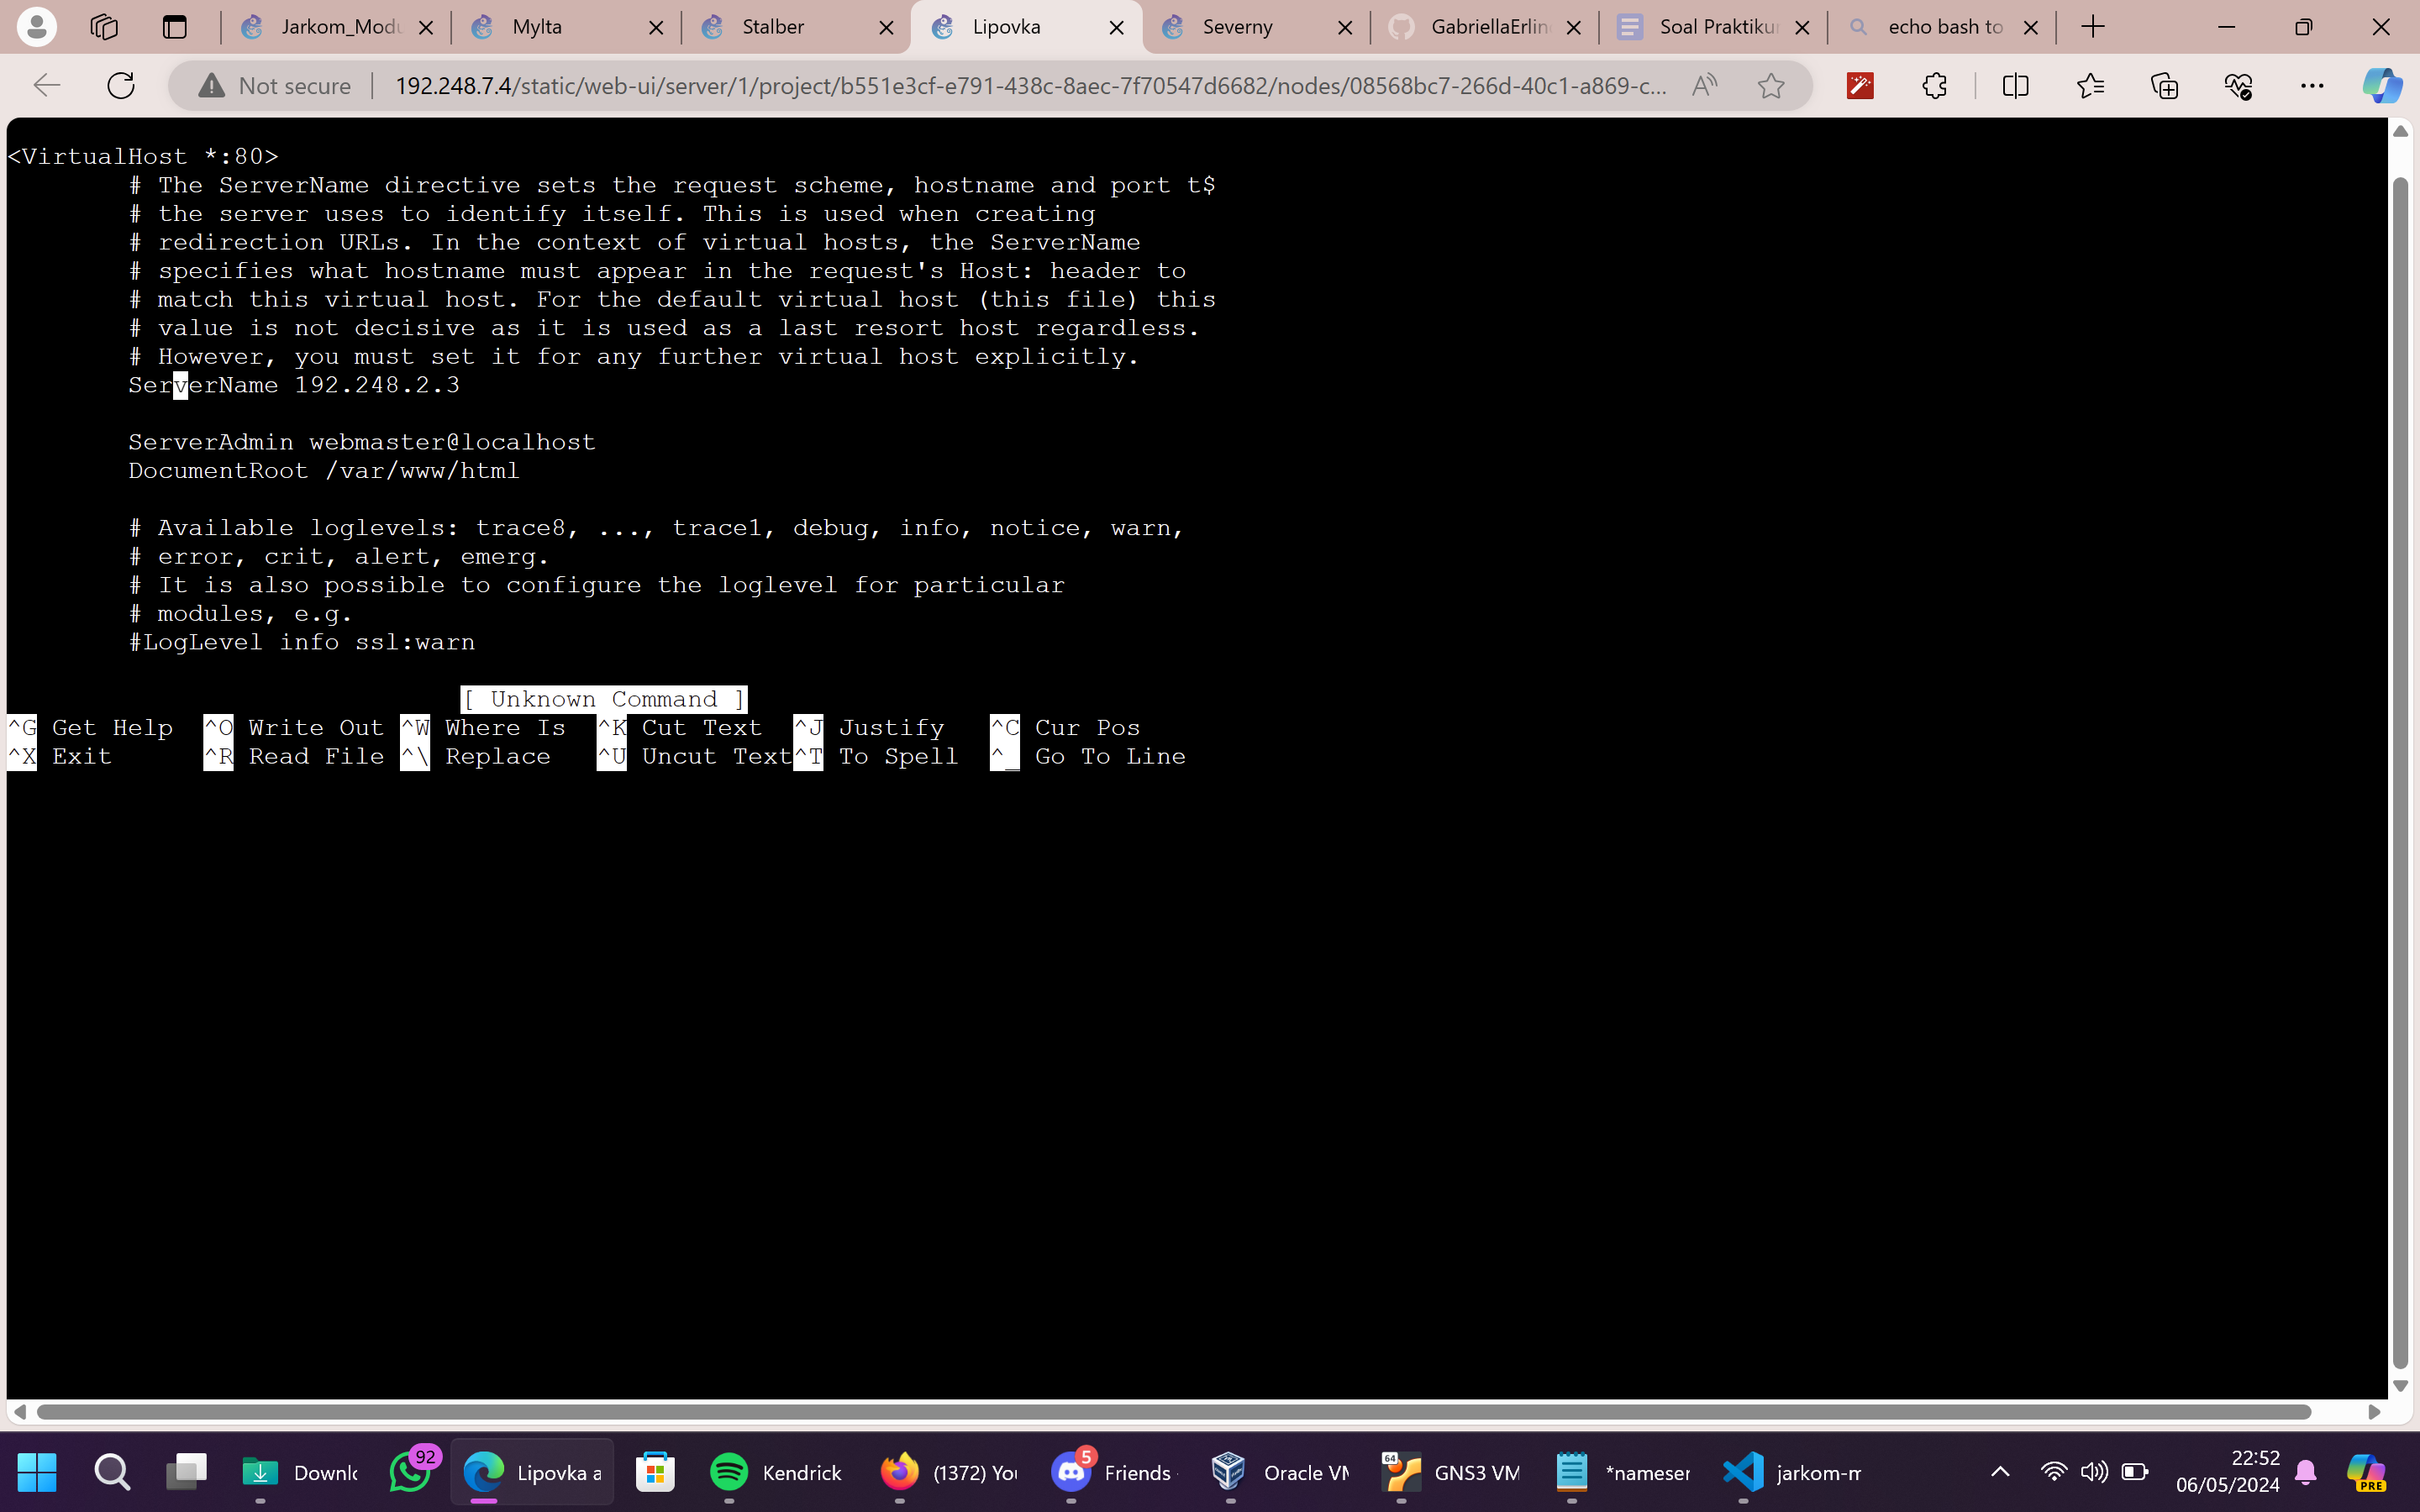 Jarkom_Modu
Mylta
Stalber
Lipovka
Severny
GabriellaErlin
Soal Praktikur
echo bash to
Not secure
192.248.7.4/static/web-ui/server/1/project/b551e3cf-e791-438c-8aec-7f70547d6682/nodes/08568bc7-266d-40c1-a869-c...
<VirtualHost *:80>
# The ServerName directive sets the request scheme, hostname and port t$
# the server uses to identify itself. This is used when creating
# redirection URLs. In the context of virtual hosts, the ServerName
# specifies what hostname must appear in the request's Host: header to
# match this virtual host. For the default virtual host (this file) this
# value is not decisive as it is used as a last resort host regardless.
# However, you must set it for any further virtual host explicitly.
ServerName 192.248.2.3
ServerAdmin webmaster@localhost
DocumentRoot /var/www/html
# Available loglevels: trace8, ..., trace1, debug, info, notice, warn,
# error, crit, alert, emerg.
# It is also possible to configure the loglevel for particular
# modules, e.g.
#LogLevel info ssl:warn
[ Unknown Command ]
^G Get Help ^O Write Out ^W Where Is ^K Cut Text ^J Justify ^C Cur Pos
^X Exit ^R Read File ^\ Replace ^U Uncut Text ^T To Spell ^_ Go To Line
Downlo
92
Lipovka a
Kendrick
(1372) You
5
Friends
Oracle VM
64
GNS3 VM
*nameser
jarkom-m
22:52
06/05/2024
PRE